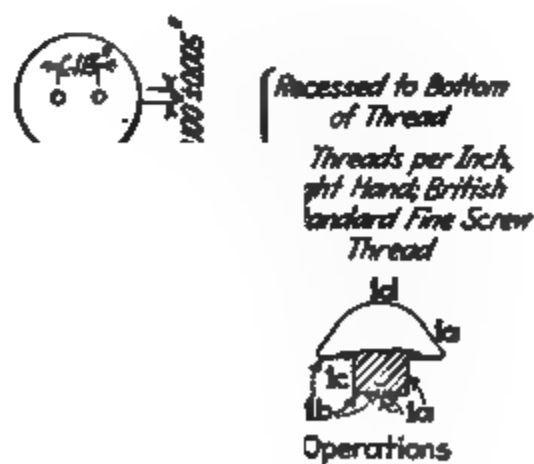 Recessed to Bottom
of Thread
Threads per Inch,
ght Hand; British
andard Fine Screw
Thread
1d
1a
1c
1b
1a
Operations